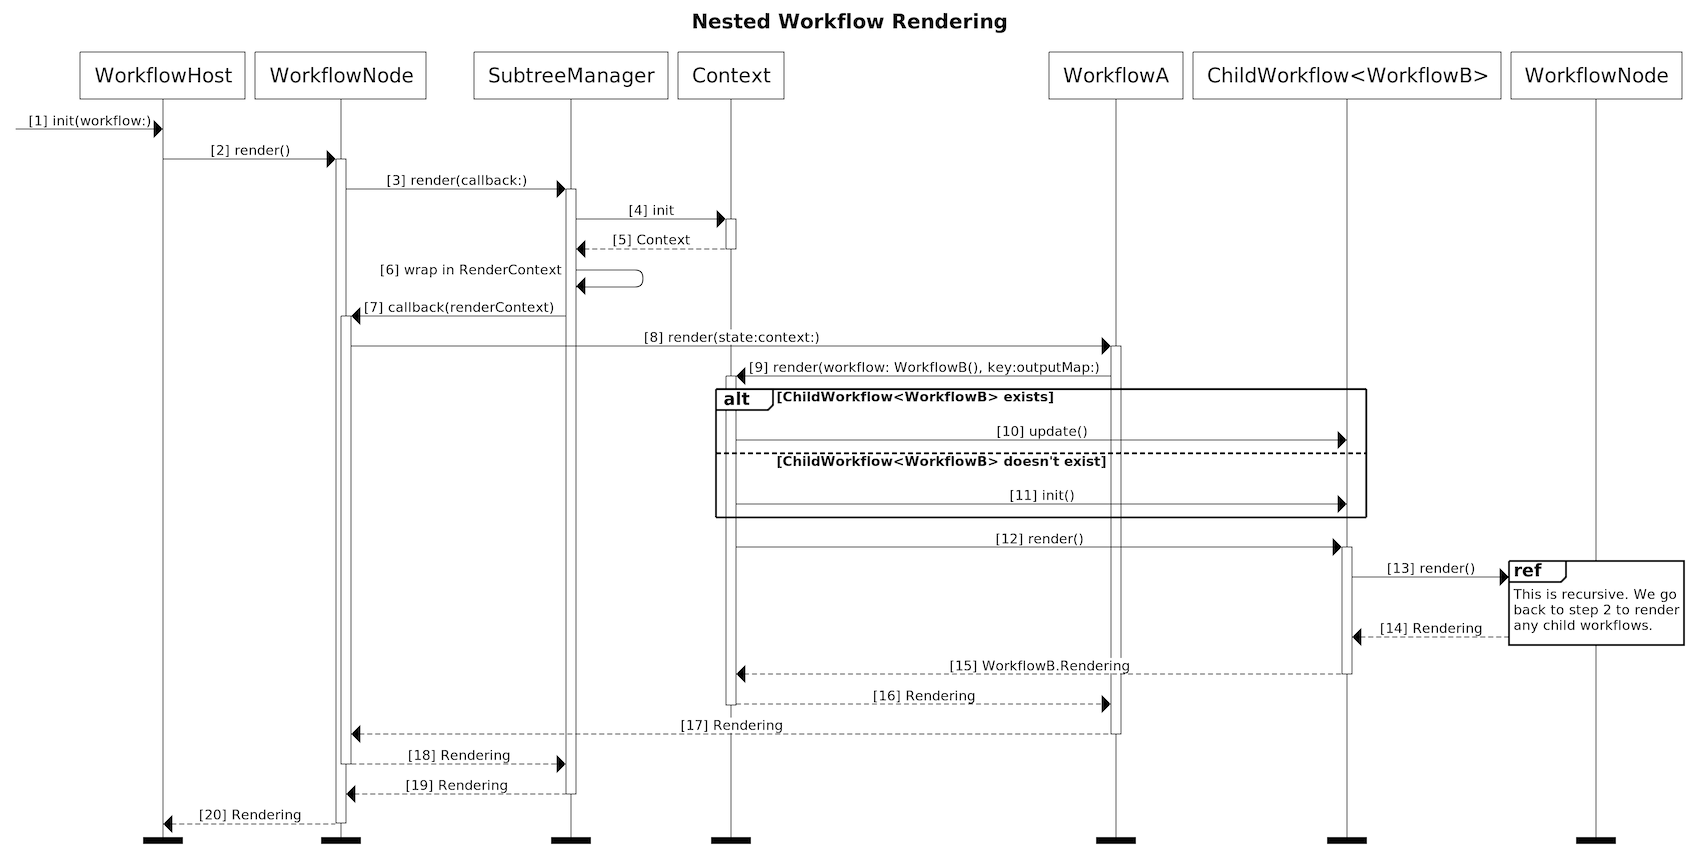 Nested Workflow Rendering
WorkflowHost
WorkflowNode
SubtreeManager
Context
WorkflowA
ChildWorkflow<WorkflowB>
WorkflowNode
[1] init(workflow:)
[2] render()
[3] render(callback:)
[4] init
[5] Context
[6] wrap in RenderContext
[7] callback(renderContext)
[8] render(state:context:)
[9] render(workflow: WorkflowB(), key:outputMap:)
alt
[ChildWorkflow<WorkflowB> exists]
[10] update()
[ChildWorkflow<WorkflowB> doesn't exist]
[11] init()
[12] render()
[13] render()
ref
This is recursive. We go
back to step 2 to render
any child workflows.
[14] Rendering
[15] WorkflowB.Rendering
[16] Rendering
[17] Rendering
[18] Rendering
[19] Rendering
[20] Rendering